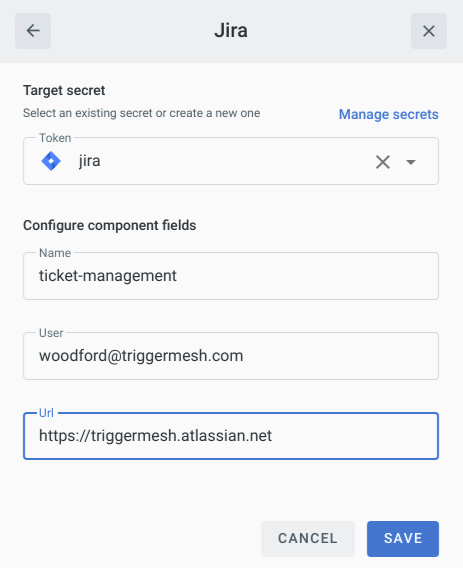 Jira
Target secret
Select an existing secret or create a new one
Manage secrets
Token
jira
Configure component fields
Name
ticket-management
User
woodford@triggermesh.com
Url
https://triggermesh.atlassian.net
CANCEL
SAVE